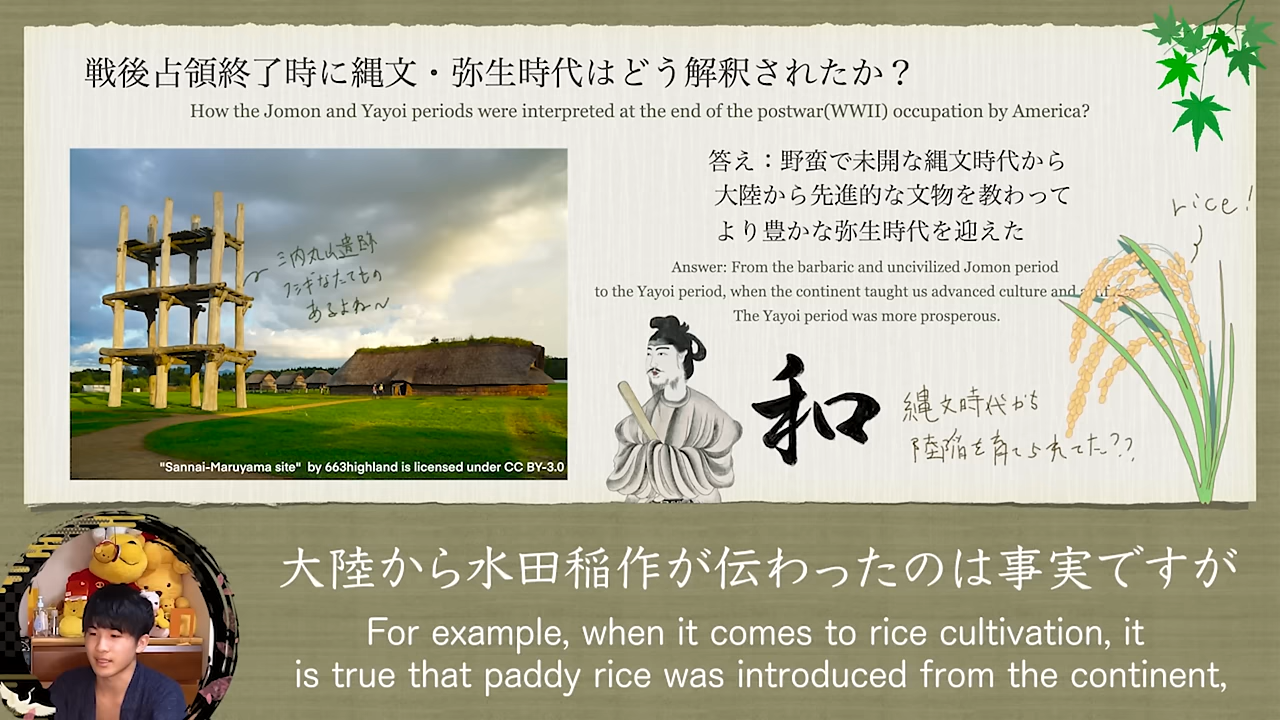 戦後占領終了時に縄文・弥生時代はどう解釈されたか？
How the Jomon and Yayoi periods were interpreted at the end of the postwar(WWII) occupation by America?
三内丸山遺跡
フシギなたてもの
あるよね〜
"Sannai-Maruyama site" by 663highland is licensed under CC BY-3.0
答え：野蛮で未開な縄文時代から
大陸から先進的な文物を教わって
より豊かな弥生時代を迎えた
Answer: From the barbaric and uncivilized Jomon period
to the Yayoi period, when the continent taught us advanced culture and
The Yayoi period was more prosperous.
rice!
和
縄文時代から
陸稲を育てられてた??
大陸から水田稲作が伝わったのは事実ですが
For example, when it comes to rice cultivation, it
is true that paddy rice was introduced from the continent,